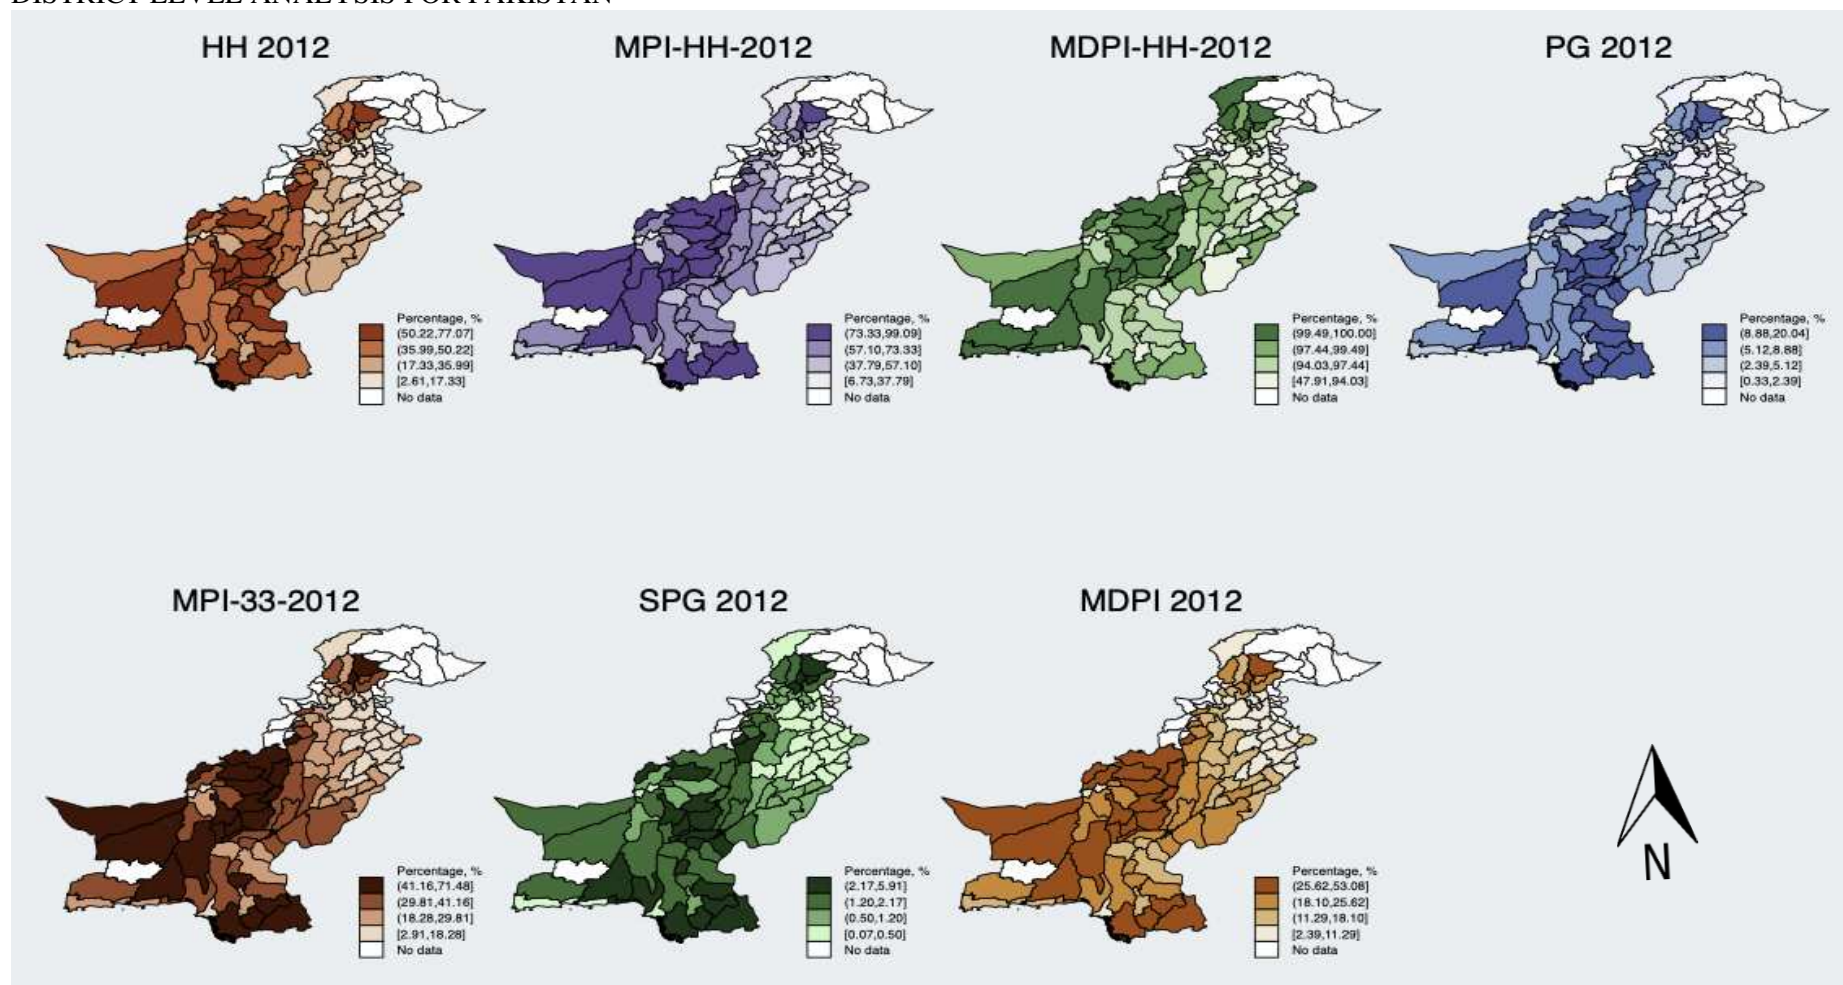 DISTRICT LEVEL ANALYSIS FOR PAKISTAN
HH 2012
Percentage, %
(50.22,77.07]
(35.99,50.22]
(17.33,35.99]
[2.61,17.33]
No data
MPI-HH-2012
Percentage, %
(73.33,99.09]
(57.10,73.33]
(37.79,57.10]
[6.73,37.79]
No data
MDPI-HH-2012
Percentage, %
(99.49,100.00]
(97.44,99.49]
(94.03,97.44]
[47.91,94.03]
No data
PG 2012
Percentage, %
(8.88,20.04]
(5.12,8.88]
(2.39,5.12]
[0.33,2.39]
No data
MPI-33-2012
Percentage, %
(41.16,71.48]
(29.81,41.16]
(18.28,29.81]
[2.91,18.28]
No data
SPG 2012
Percentage, %
(2.17,5.91]
(1.20,2.17]
(0.50,1.20]
[0.07,0.50]
No data
MDPI 2012
Percentage, %
(25.62,53.08]
(18.10,25.62]
(11.29,18.10]
[2.39,11.29]
No data
N